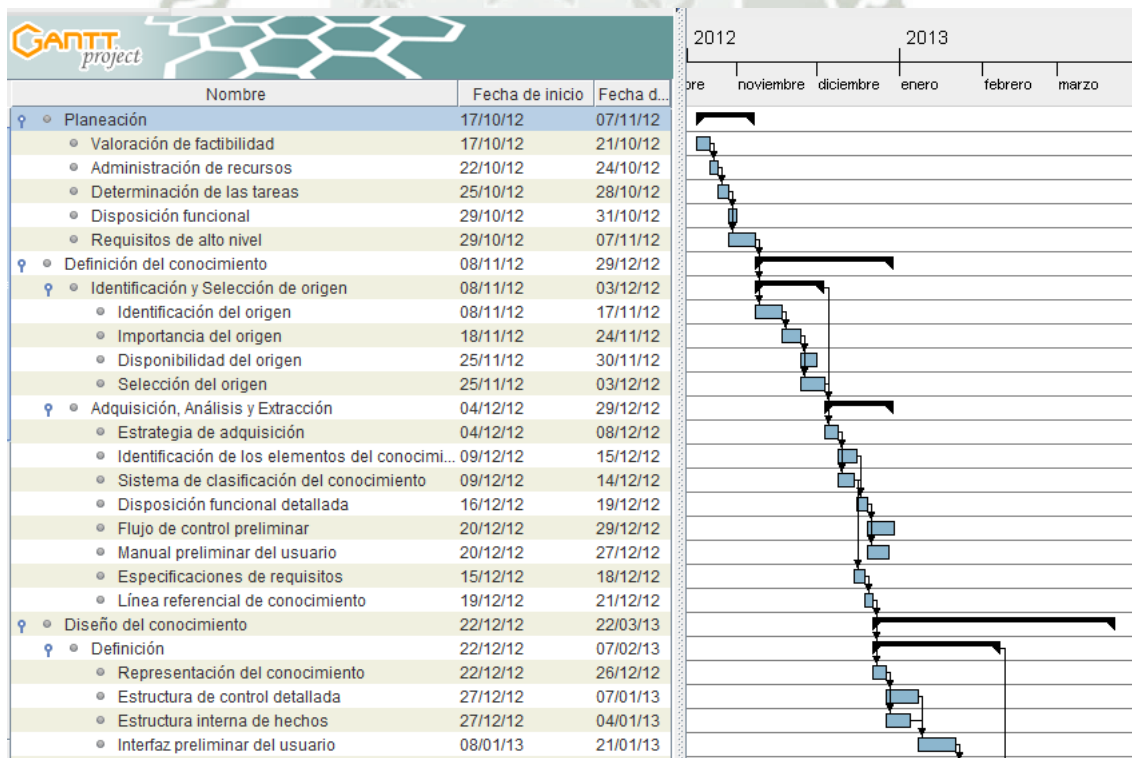 GANTT
project
2012 2013
bre noviembre diciembre enero febrero marzo
Nombre Fecha de inicio Fecha d...
Planeación 17/10/12 07/11/12
Valoración de factibilidad 17/10/12 21/10/12
Administración de recursos 22/10/12 24/10/12
Determinación de las tareas 25/10/12 28/10/12
Disposición funcional 29/10/12 31/10/12
Requisitos de alto nivel 29/10/12 07/11/12
Definición del conocimiento 08/11/12 29/12/12
Identificación y Selección de origen 08/11/12 03/12/12
Identificación del origen 08/11/12 17/11/12
Importancia del origen 18/11/12 24/11/12
Disponibilidad del origen 25/11/12 30/11/12
Selección del origen 25/11/12 03/12/12
Adquisición, Análisis y Extracción 04/12/12 29/12/12
Estrategia de adquisición 04/12/12 08/12/12
Identificación de los elementos del conocimi... 09/12/12 15/12/12
Sistema de clasificación del conocimiento 09/12/12 14/12/12
Disposición funcional detallada 16/12/12 19/12/12
Flujo de control preliminar 20/12/12 29/12/12
Manual preliminar del usuario 20/12/12 27/12/12
Especificaciones de requisitos 15/12/12 18/12/12
Línea referencial de conocimiento 19/12/12 21/12/12
Diseño del conocimiento 22/12/12 22/03/13
Definición 22/12/12 07/02/13
Representación del conocimiento 22/12/12 26/12/12
Estructura de control detallada 27/12/12 07/01/13
Estructura interna de hechos 27/12/12 04/01/13
Interfaz preliminar del usuario 08/01/13 21/01/13